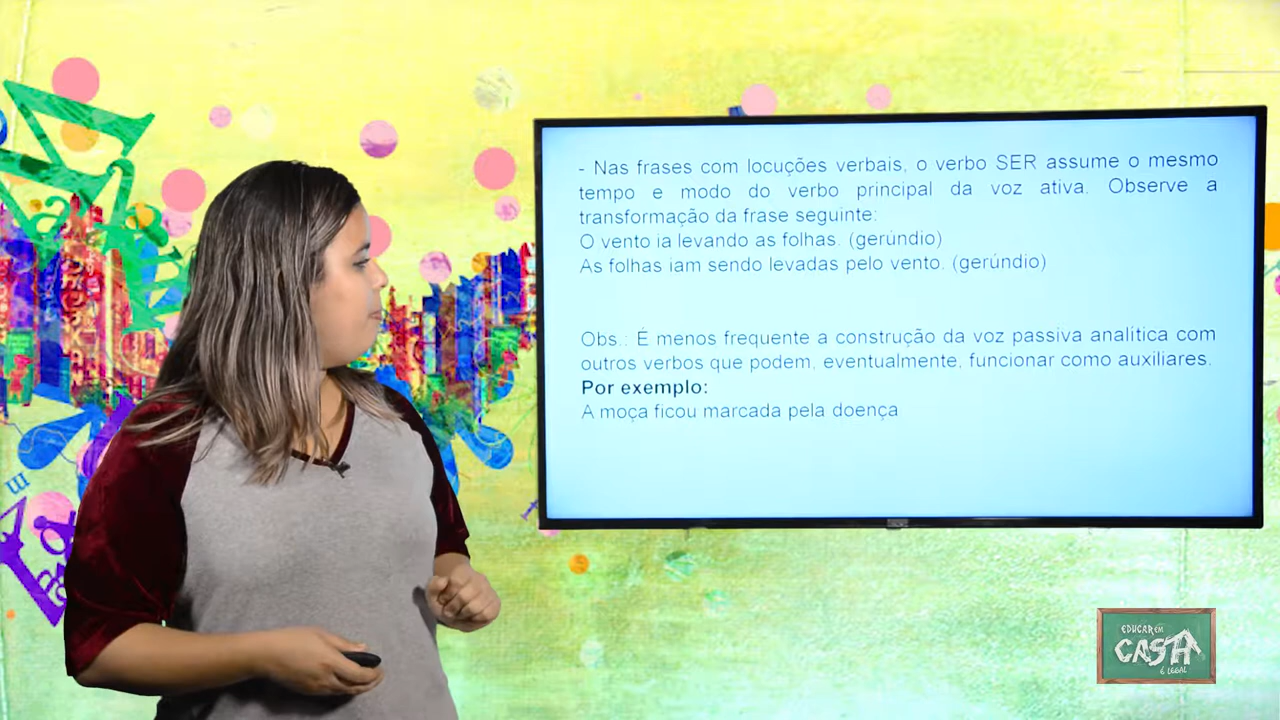 - Nas frases com locuções verbais, o verbo SER assume o mesmo
tempo e modo do verbo principal da voz ativa. Observe a
transformação da frase seguinte:
O vento ia levando as folhas. (gerúndio)
As folhas iam sendo levadas pelo vento. (gerúndio)
Obs.: É menos frequente a construção da voz passiva analítica com
outros verbos que podem, eventualmente, funcionar como auxiliares.
Por exemplo:
A moça ficou marcada pela doença
EDUCAR EM
CASA
É LEGAL